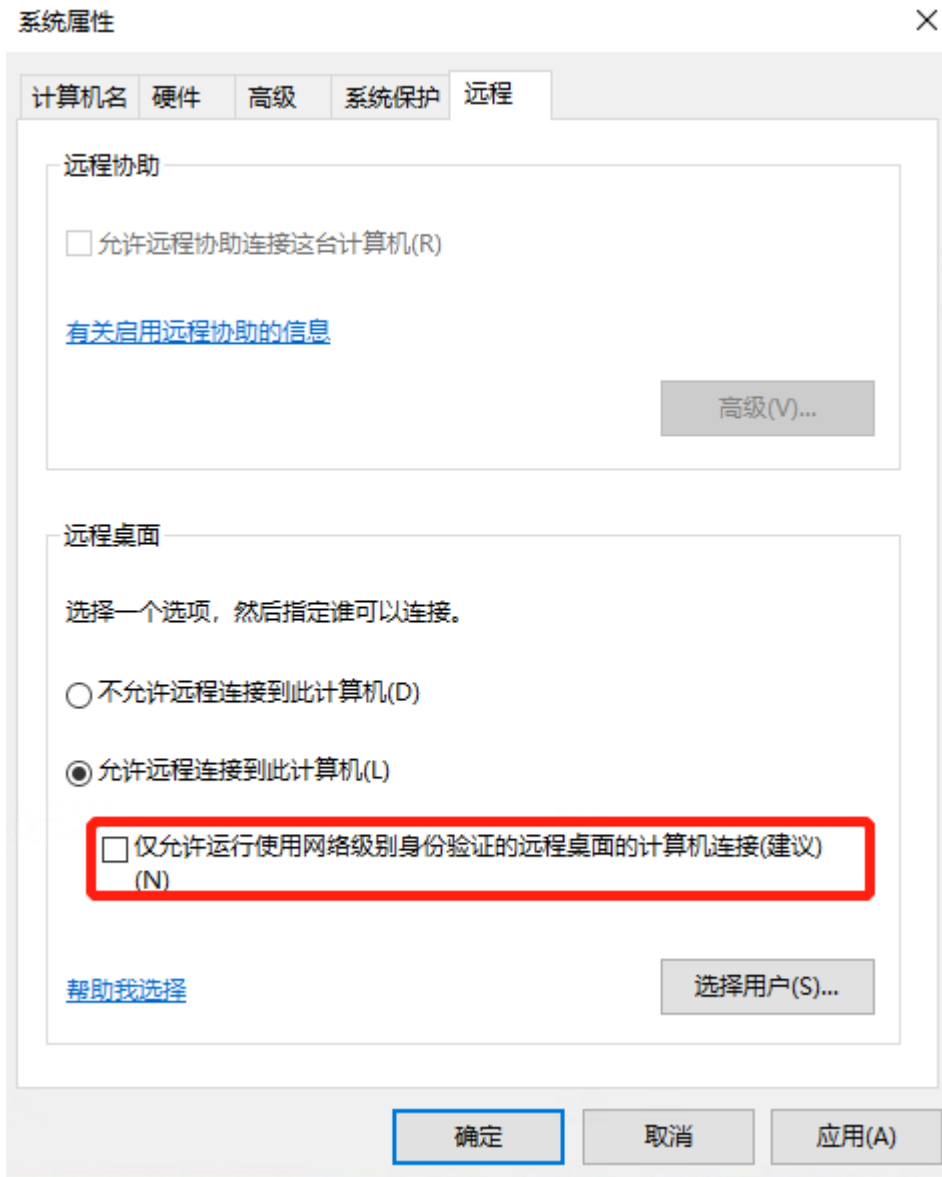 系统属性
计算机名 硬件 高级 系统保护 远程
远程协助
允许远程协助连接这台计算机(R)
有关启用远程协助的信息
高级(V)...
远程桌面
选择一个选项，然后指定谁可以连接。
不允许远程连接到此计算机(D)
允许远程连接到此计算机(L)
仅允许运行使用网络级别身份验证的远程桌面的计算机连接(建议)
(N)
帮助我选择
选择用户(S)...
确定 取消 应用(A)